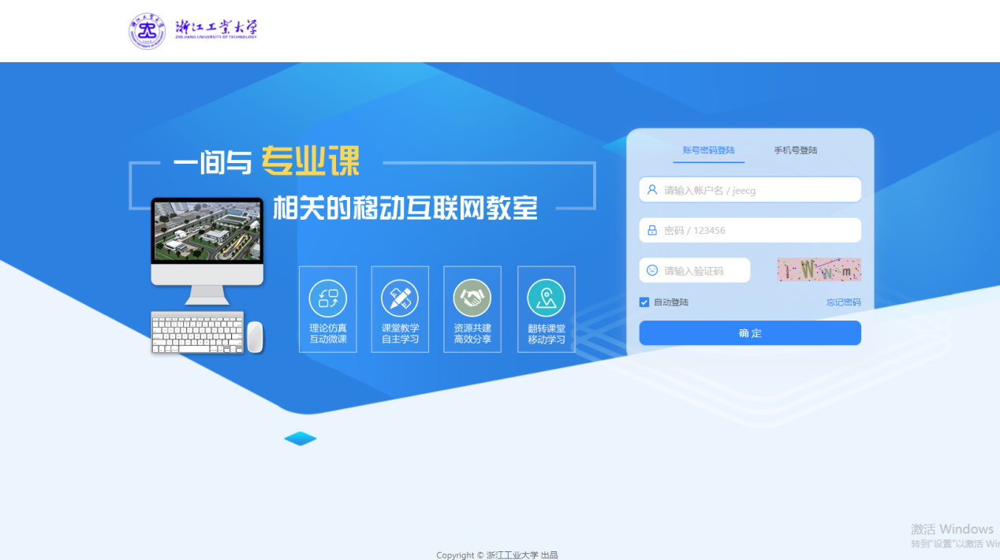 浙江工业大学
ZHEJIANG UNIVERSITY OF TECHNOLOGY
一间与 专业课
相关的移动互联网教室
理论仿真
互动微课
课堂教学
自主学习
资源共建
高效分享
翻转课堂
移动学习
账号密码登陆
手机号登陆
请输入帐户名 / jeecg
密码 / 123456
请输入验证码
自动登陆
忘记密码
确 定
激活 Windows
转到"设置"以激活 Win
Copyright © 浙江工业大学 出品